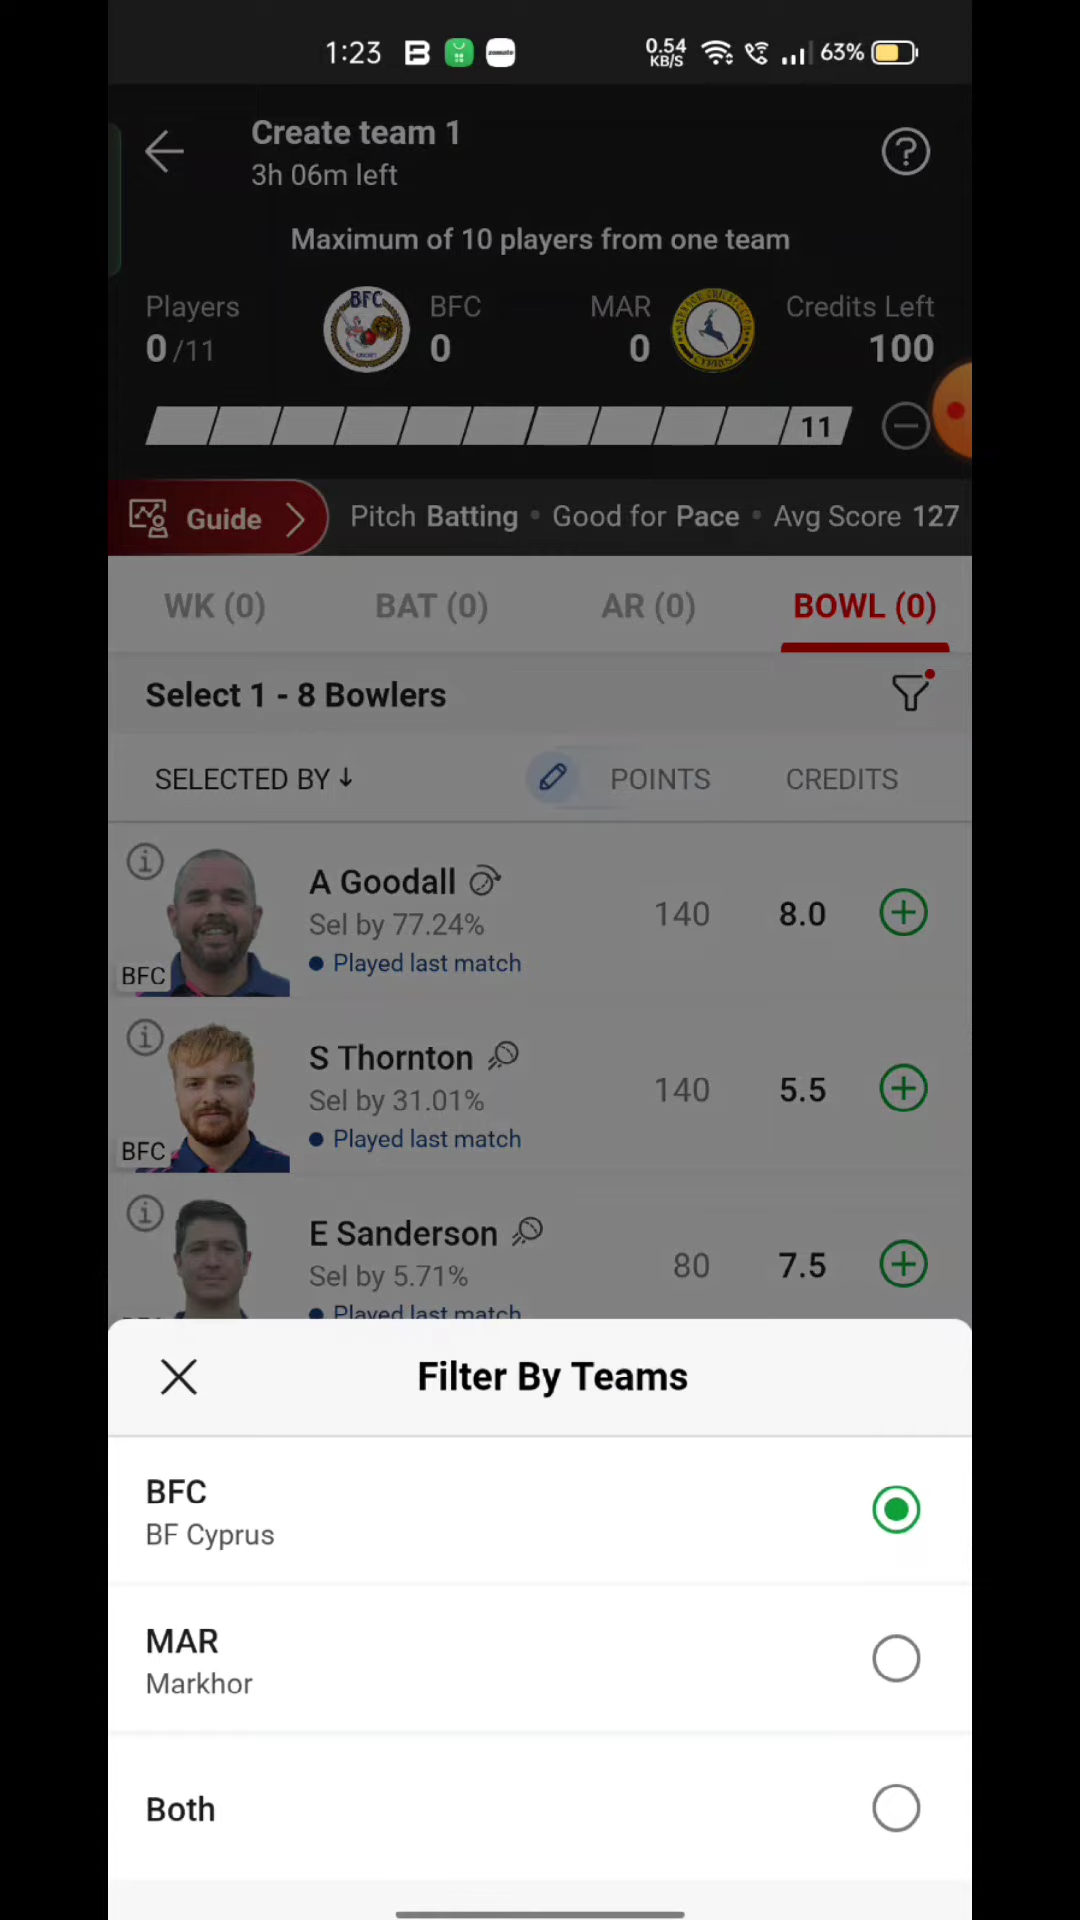 1:23 0.54 KB/S 63%
Create team 1
3h 06m left
Maximum of 10 players from one team
Players BFC MAR Credits Left
0/11 0 0 100
11
Guide Pitch Batting • Good for Pace • Avg Score 127
WK (0) BAT (0) AR (0) BOWL (0)
Select 1 - 8 Bowlers
SELECTED BY ↓ POINTS CREDITS
A Goodall
Sel by 77.24% 140 8.0
BFC • Played last match
S Thornton
Sel by 31.01% 140 5.5
BFC • Played last match
E Sanderson
Sel by 5.71% 80 7.5
• Played last match
Filter By Teams
BFC
BF Cyprus
MAR
Markhor
Both